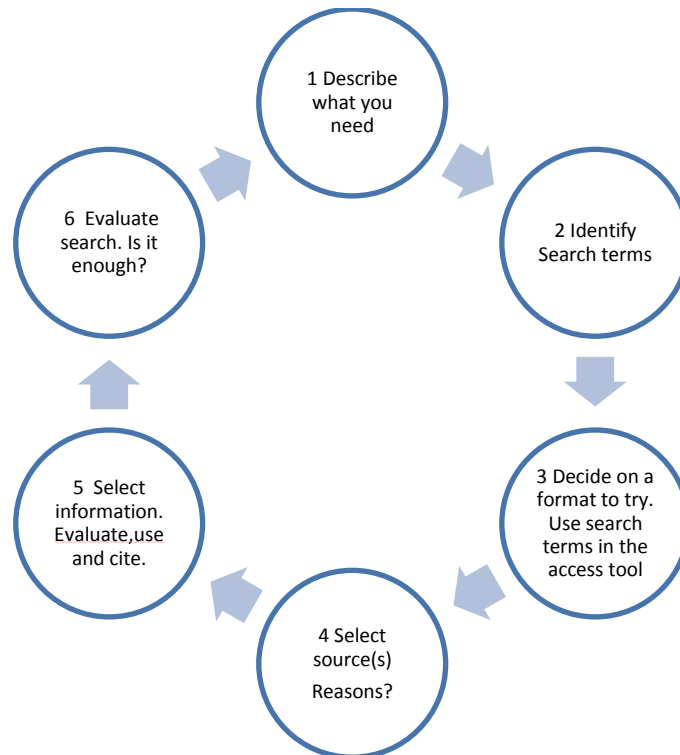 1 Describe
what you
need
2 Identify
Search terms
3 Decide on a
format to try.
Use search
terms in the
access tool
4 Select
source(s)
Reasons?
5  Select
information.
Evaluate,use
and cite.
6  Evaluate
search. Is it
enough?